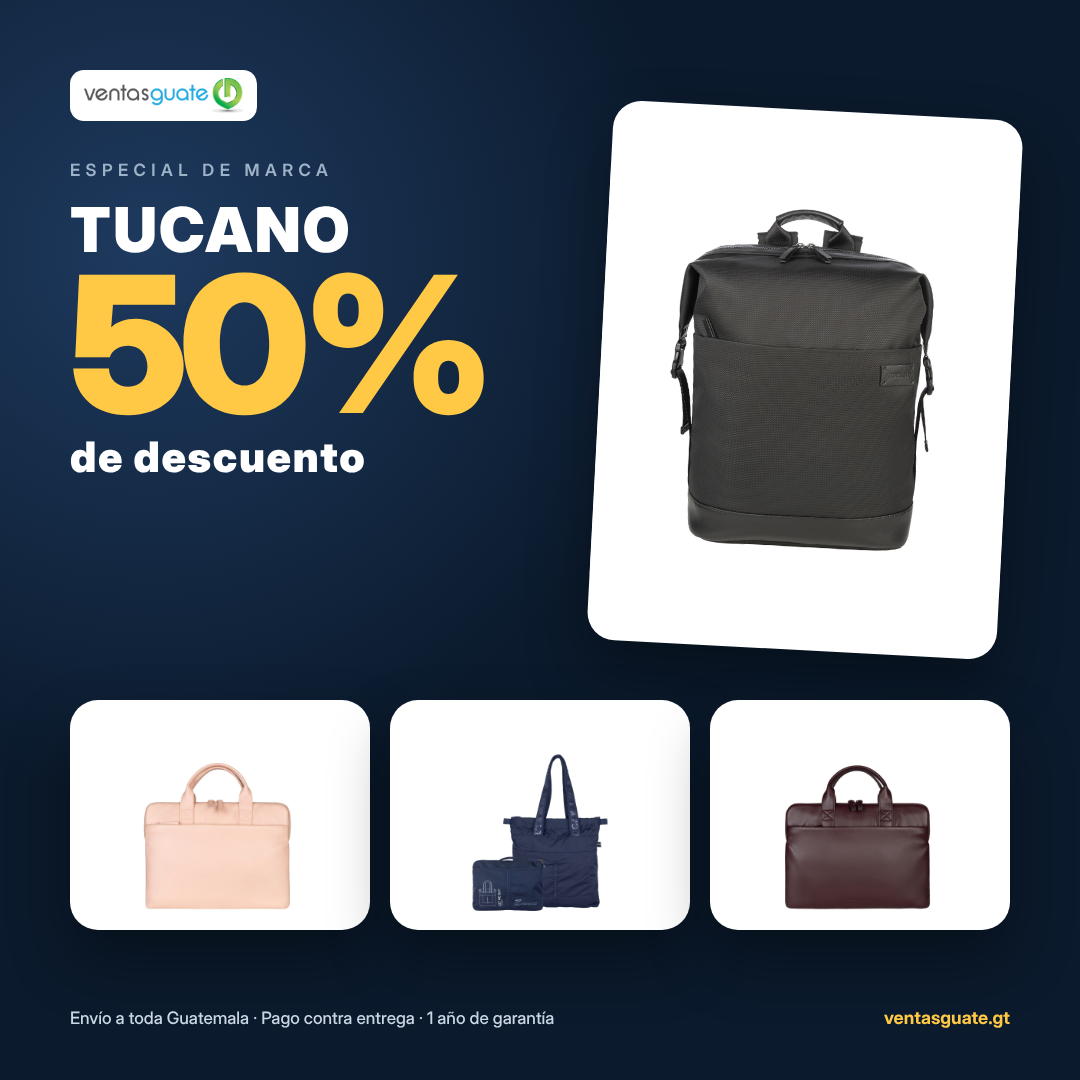 ventasguate
ESPECIAL DE MARCA
TUCANO
50%
de descuento
Envío a toda Guatemala · Pago contra entrega · 1 año de garantía
ventasguate.gt